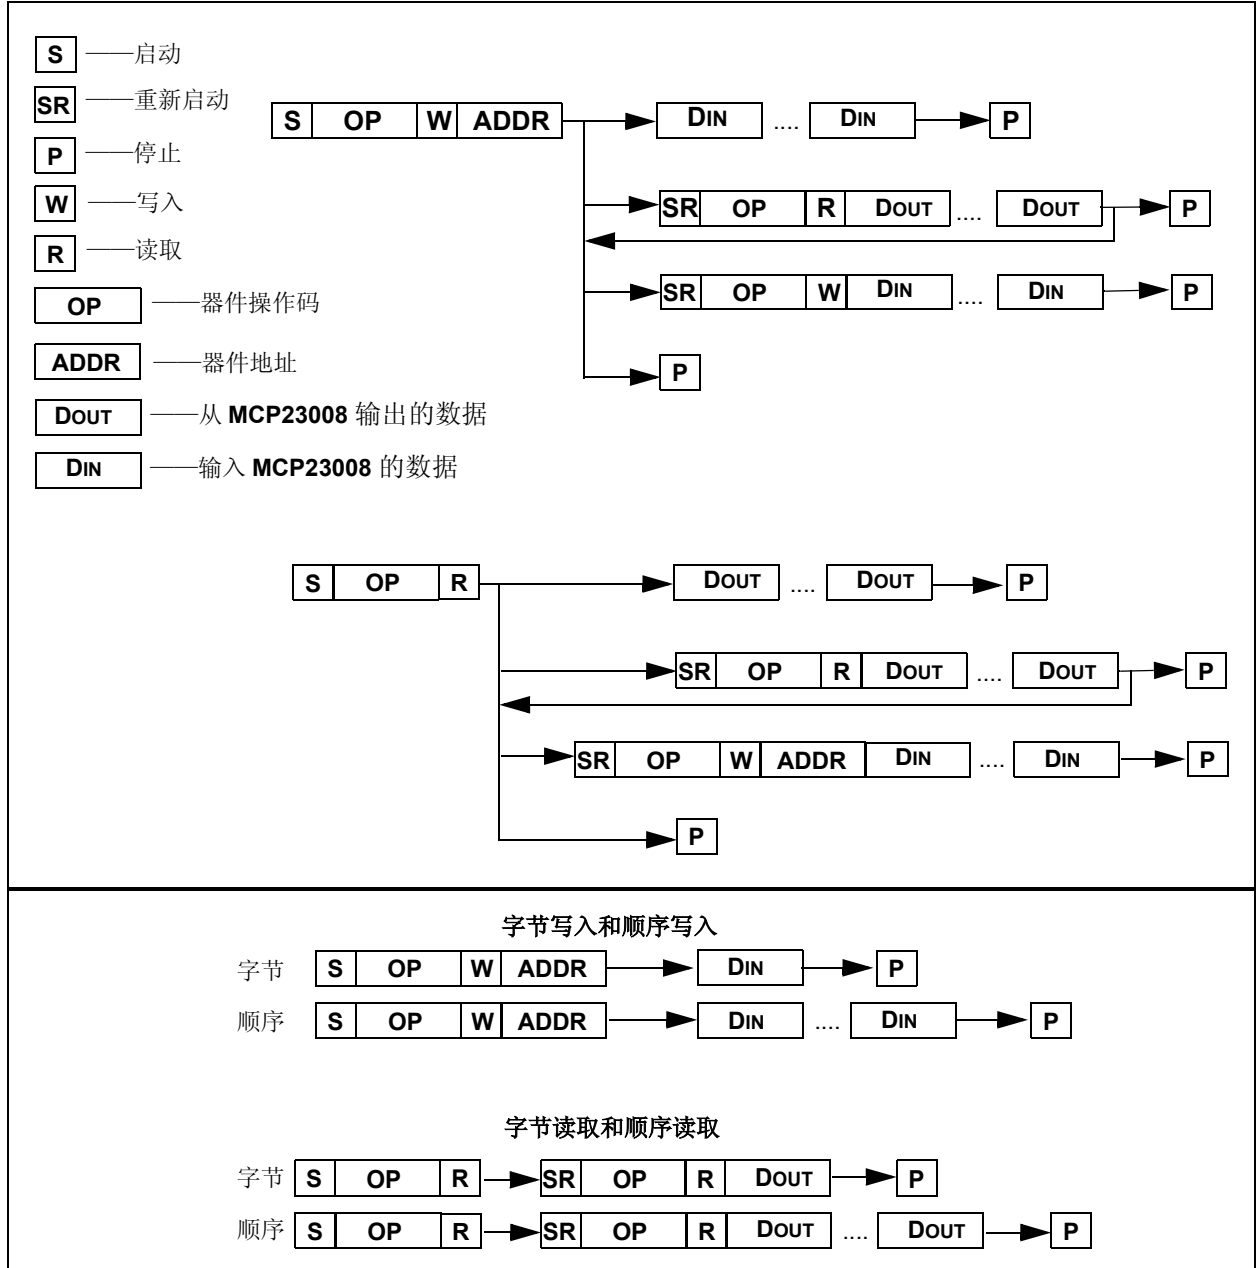 S ——启动
SR ——重新启动
P ——停止
W ——写入
R ——读取
OP ——器件操作码
ADDR ——器件地址
DOUT ——从 MCP23008 输出的数据
DIN ——输入 MCP23008 的数据
S OP W ADDR DIN .... DIN P
SR OP R DOUT .... DOUT P
SR OP W DIN .... DIN P
P
S OP R DOUT .... DOUT P
SR OP R DOUT .... DOUT P
SR OP W ADDR DIN .... DIN P
P
字节写入和顺序写入
字节 S OP W ADDR DIN P
顺序 S OP W ADDR DIN .... DIN P
字节读取和顺序读取
字节 S OP R SR OP R DOUT P
顺序 S OP R SR OP R DOUT .... DOUT P